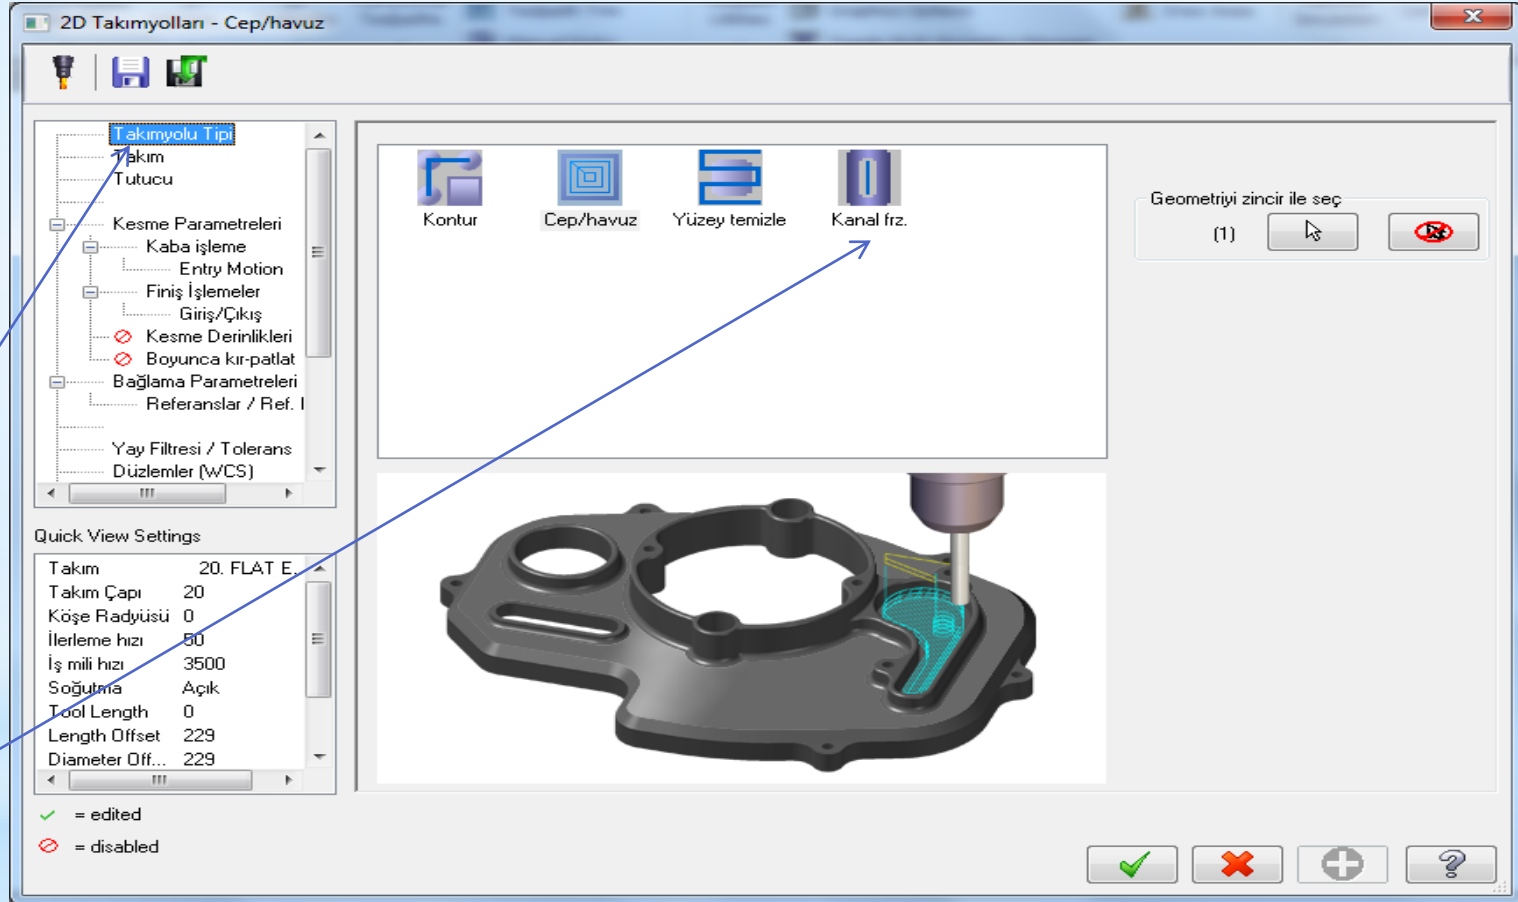 2D Takımyolları - Cep/havuz
Takımyolu Tipi
Takım
Tutucu
Kesme Parametreleri
Kaba işleme
Entry Motion
Finiş İşlemeler
Giriş/Çıkış
Kesme Derinlikleri
Boyunca kır-patlat
Bağlama Parametreleri
Referanslar / Ref. I
Yay Filtresi / Tolerans
Düzlemler (WCS)
Kontur
Cep/havuz
Yüzey temizle
Kanal frz.
Geometriyi zincir ile seç
(1)
Quick View Settings
Takım 20. FLAT E...
Takım Çapı 20
Köşe Radyüsü 0
İlerleme hızı 50
İş mili hızı 3500
Soğutma Açık
Tool Length 0
Length Offset 229
Diameter Off... 229
= edited
= disabled